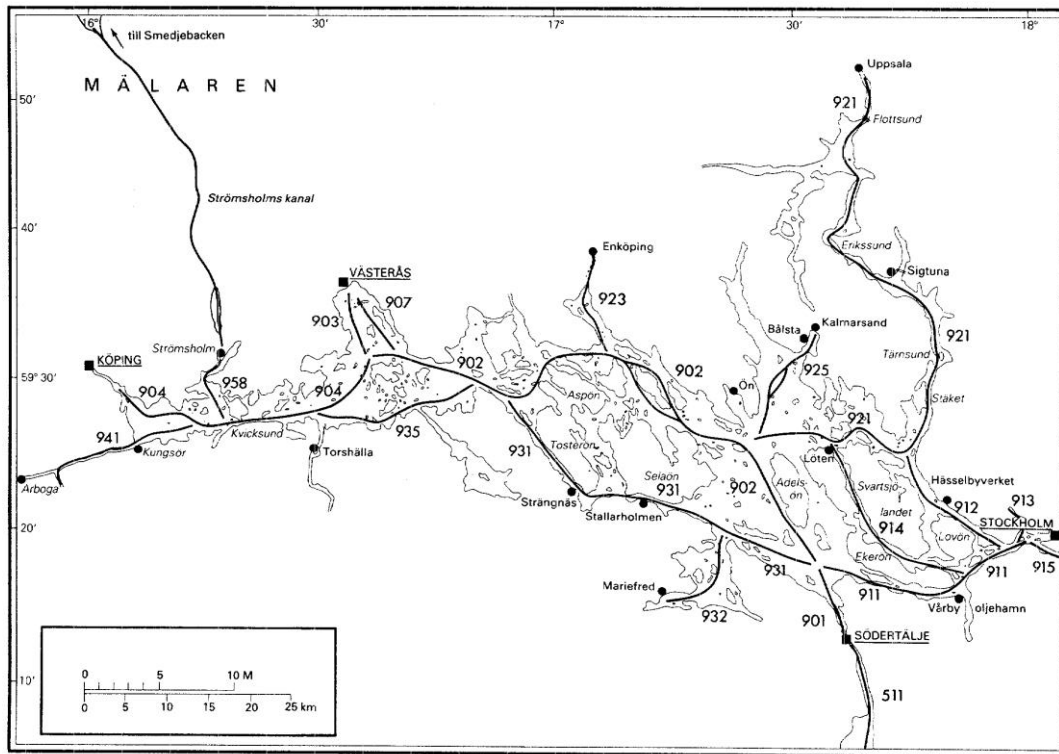 16°
30'
17°
30'
18°
till Smedjebacken
MÄLAREN
Uppsala
50'
921
Flottsund
Strömsholms kanal
40'
Enköping
Erikssund
Sigtuna
VÄSTERÅS
907
923
903
Bålsta
Kalmarsand
921
Strömsholm
KÖPING
902
Tärnsund
59° 30'
958
904
902
925
904
Aspön
Ön
Stäket
941
Kvicksund
935
921
Kungsör
Torshälla
931
Tosterön
Löten
Arboga
Selaön
931
902
Adels-
ön
Svartsjö-
landet
Hässelbyverket
Strängnäs
912
913
Stallarholmen
STOCKHOLM
20'
914
Lovön
931
Ekerön
911
915
Mariefred
911
932
901
Vårby oljehamn
SÖDERTÄLJE
10'
0 5 10 M
0 5 10 15 20 25 km
511